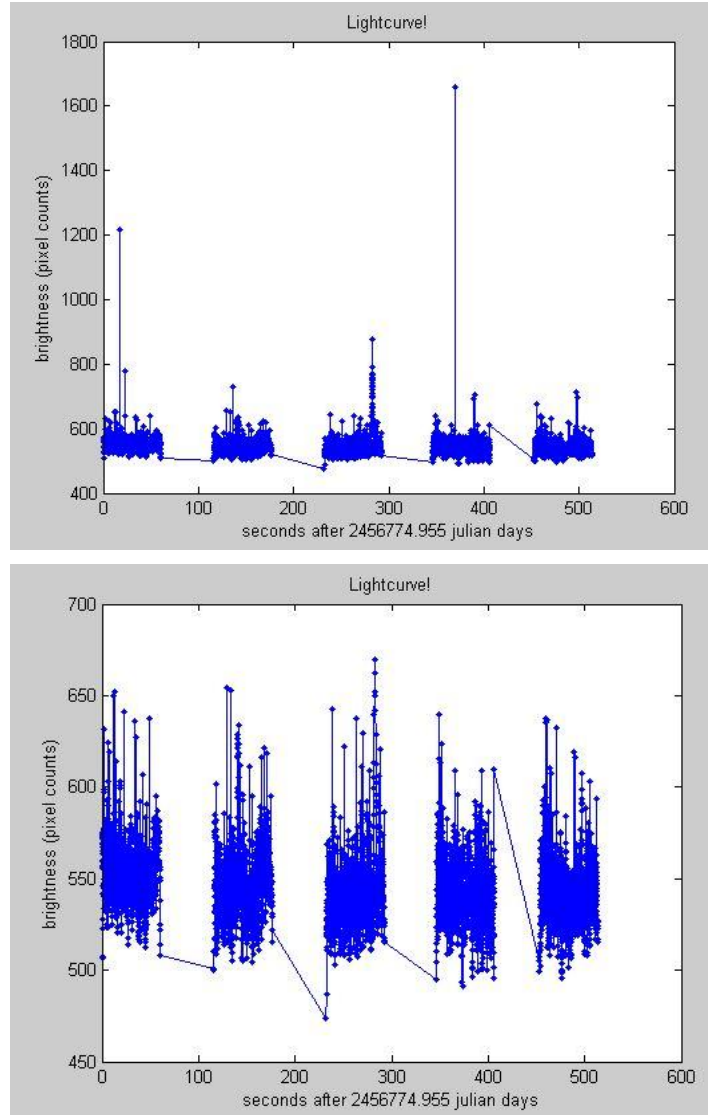 Lightcurve!
1800
1600
1400
1200
1000
800
600
400
brightness (pixel counts)
0 100 200 300 400 500 600
seconds after 2456774.955 julian days
Lightcurve!
700
650
600
550
500
450
brightness (pixel counts)
0 100 200 300 400 500 600
seconds after 2456774.955 julian days